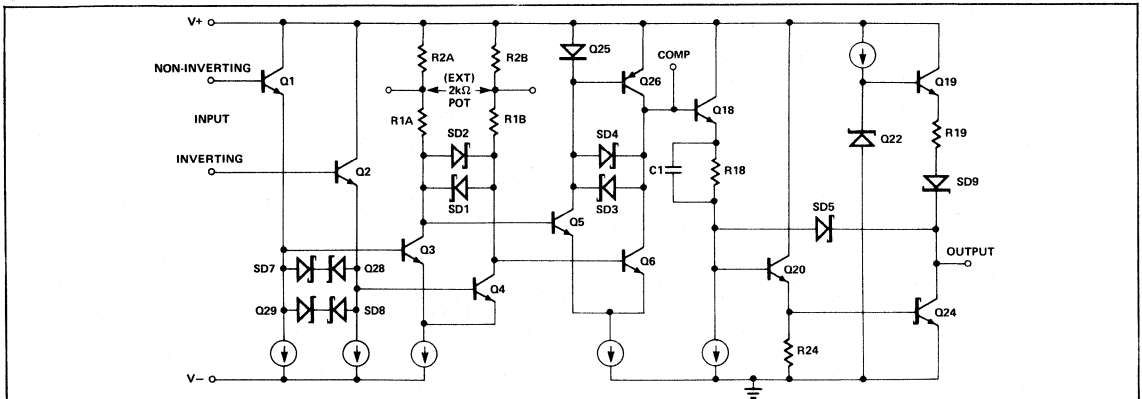 V+
NON-INVERTING
Q1
INPUT
INVERTING
Q2
R2A
R2B
(EXT)
2kΩ
POT
R1A
R1B
SD2
SD1
Q3
Q4
SD7
Q28
Q29
SD8
V−
Q25
COMP
Q26
SD4
SD3
Q5
Q6
Q18
C1
R18
SD5
Q20
R24
Q22
Q19
R19
SD9
OUTPUT
Q24